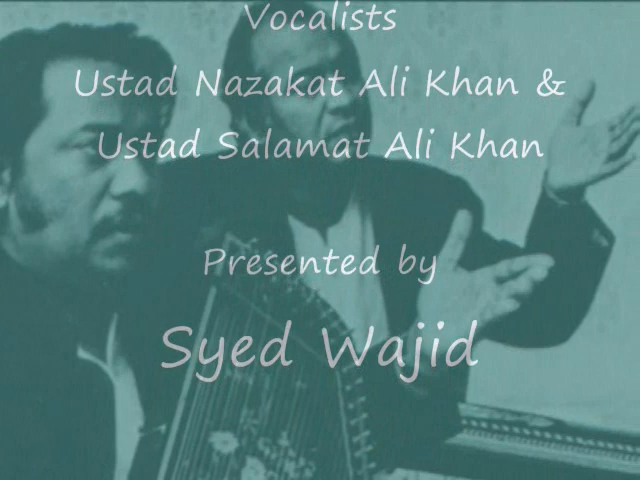 Vocalists
Ustad Nazakat Ali Khan &
Ustad Salamat Ali Khan
Presented by
Syed Wajid